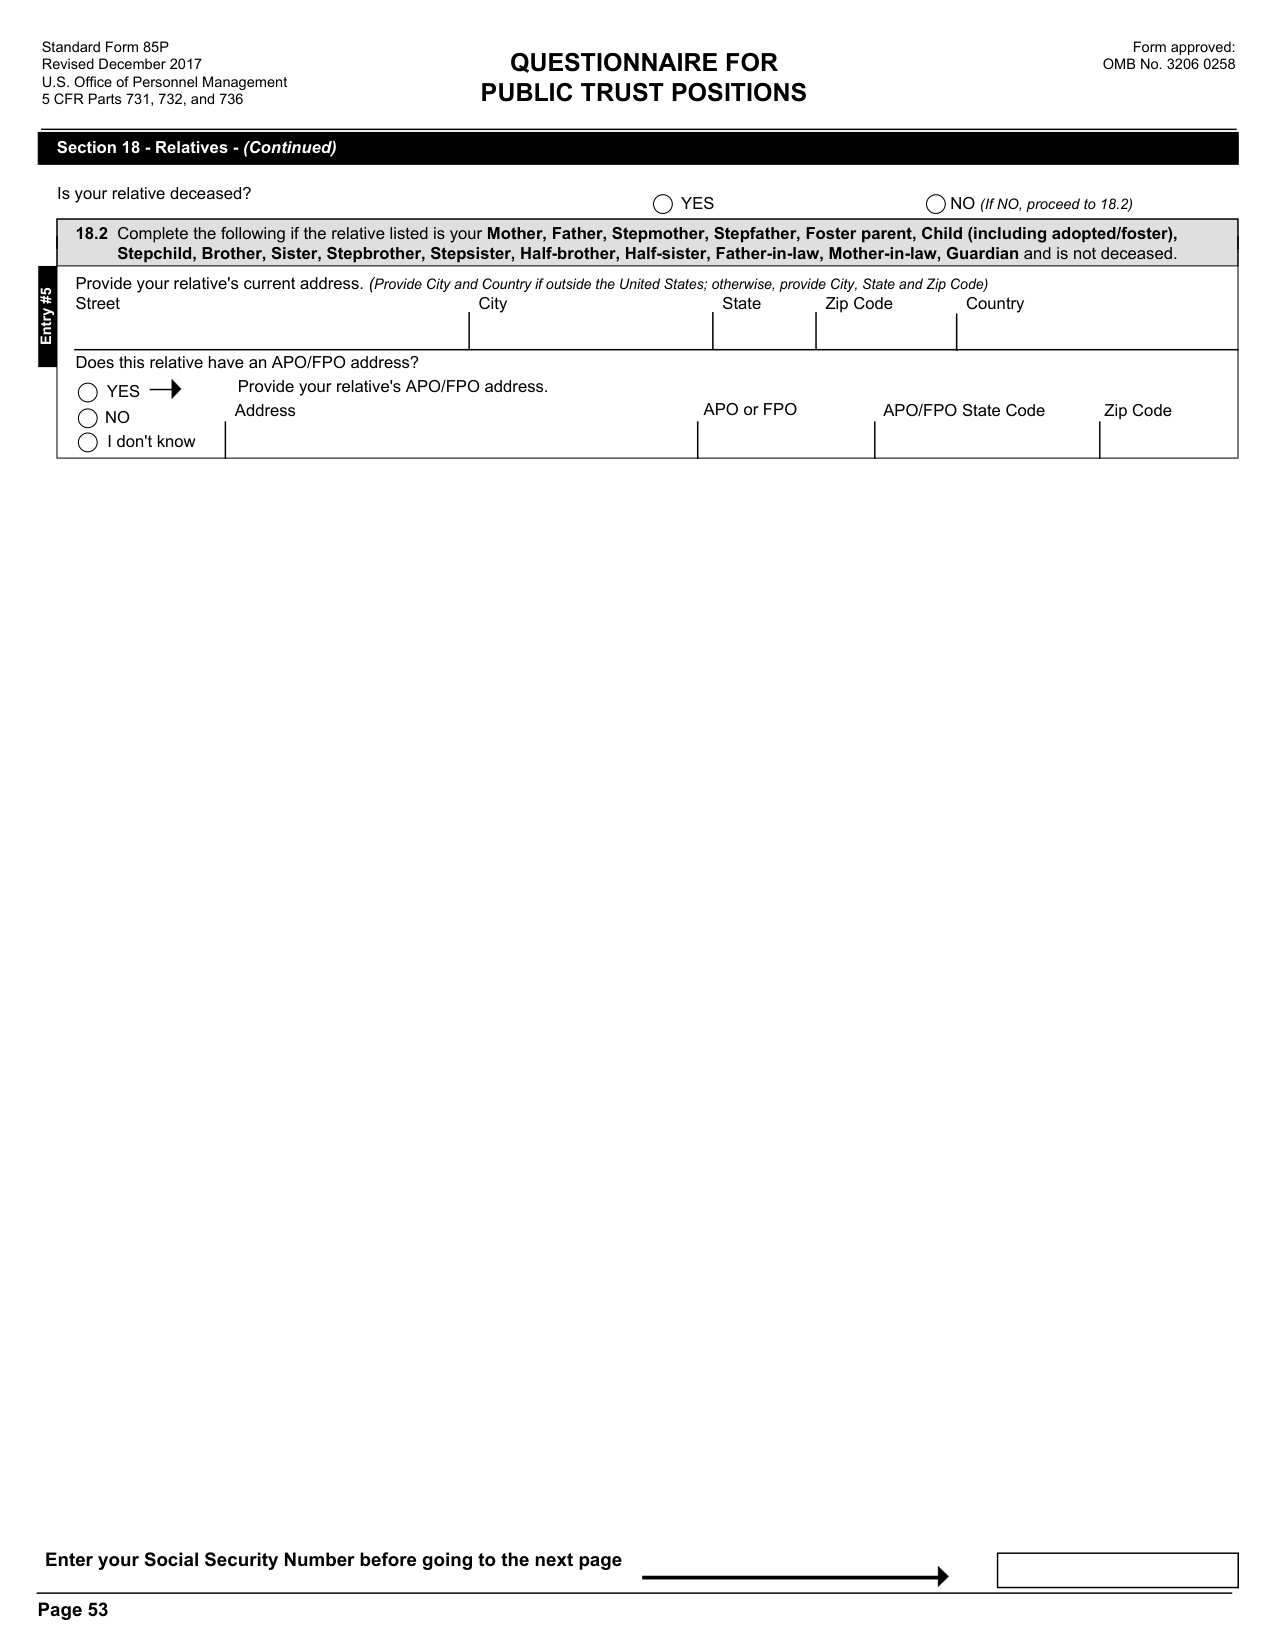 Standard Form 85P
Revised December 2017
U.S. Office of Personnel Management
5 CFR Parts 731, 732, and 736
QUESTIONNAIRE FOR
PUBLIC TRUST POSITIONS
Form approved:
OMB No. 3206 0258
Section 18 - Relatives - (Continued)
Is your relative deceased?
YES
NO (If NO, proceed to 18.2)
18.2 Complete the following if the relative listed is your Mother, Father, Stepmother, Stepfather, Foster parent, Child (including adopted/foster),
Stepchild, Brother, Sister, Stepbrother, Stepsister, Half-brother, Half-sister, Father-in-law, Mother-in-law, Guardian and is not deceased.
Entry #5
Provide your relative's current address. (Provide City and Country if outside the United States; otherwise, provide City, State and Zip Code)
Street City State Zip Code Country
Does this relative have an APO/FPO address?
YES Provide your relative's APO/FPO address.
NO Address APO or FPO APO/FPO State Code Zip Code
I don't know
Enter your Social Security Number before going to the next page
Page 53